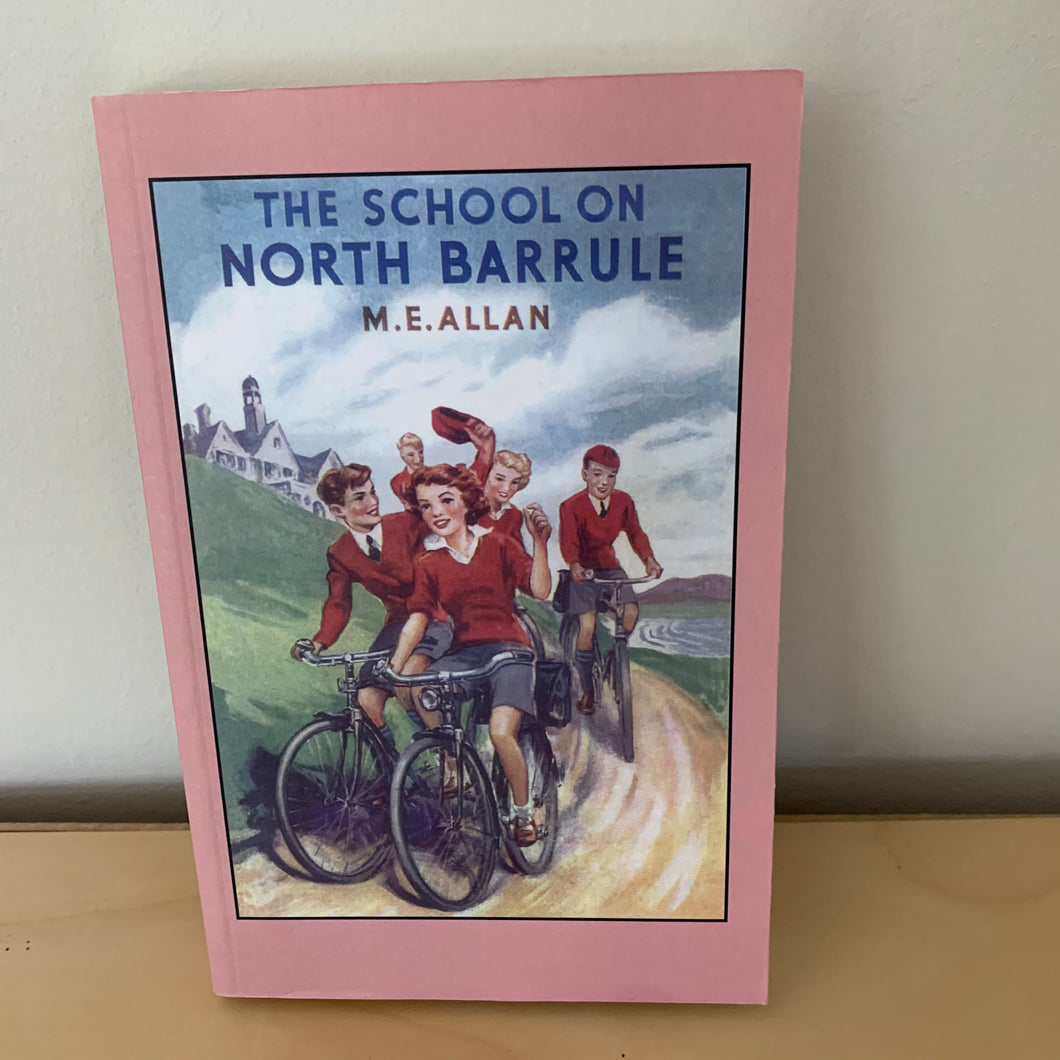 THE SCHOOL ON
NORTH BARRULE
M.E.ALLAN